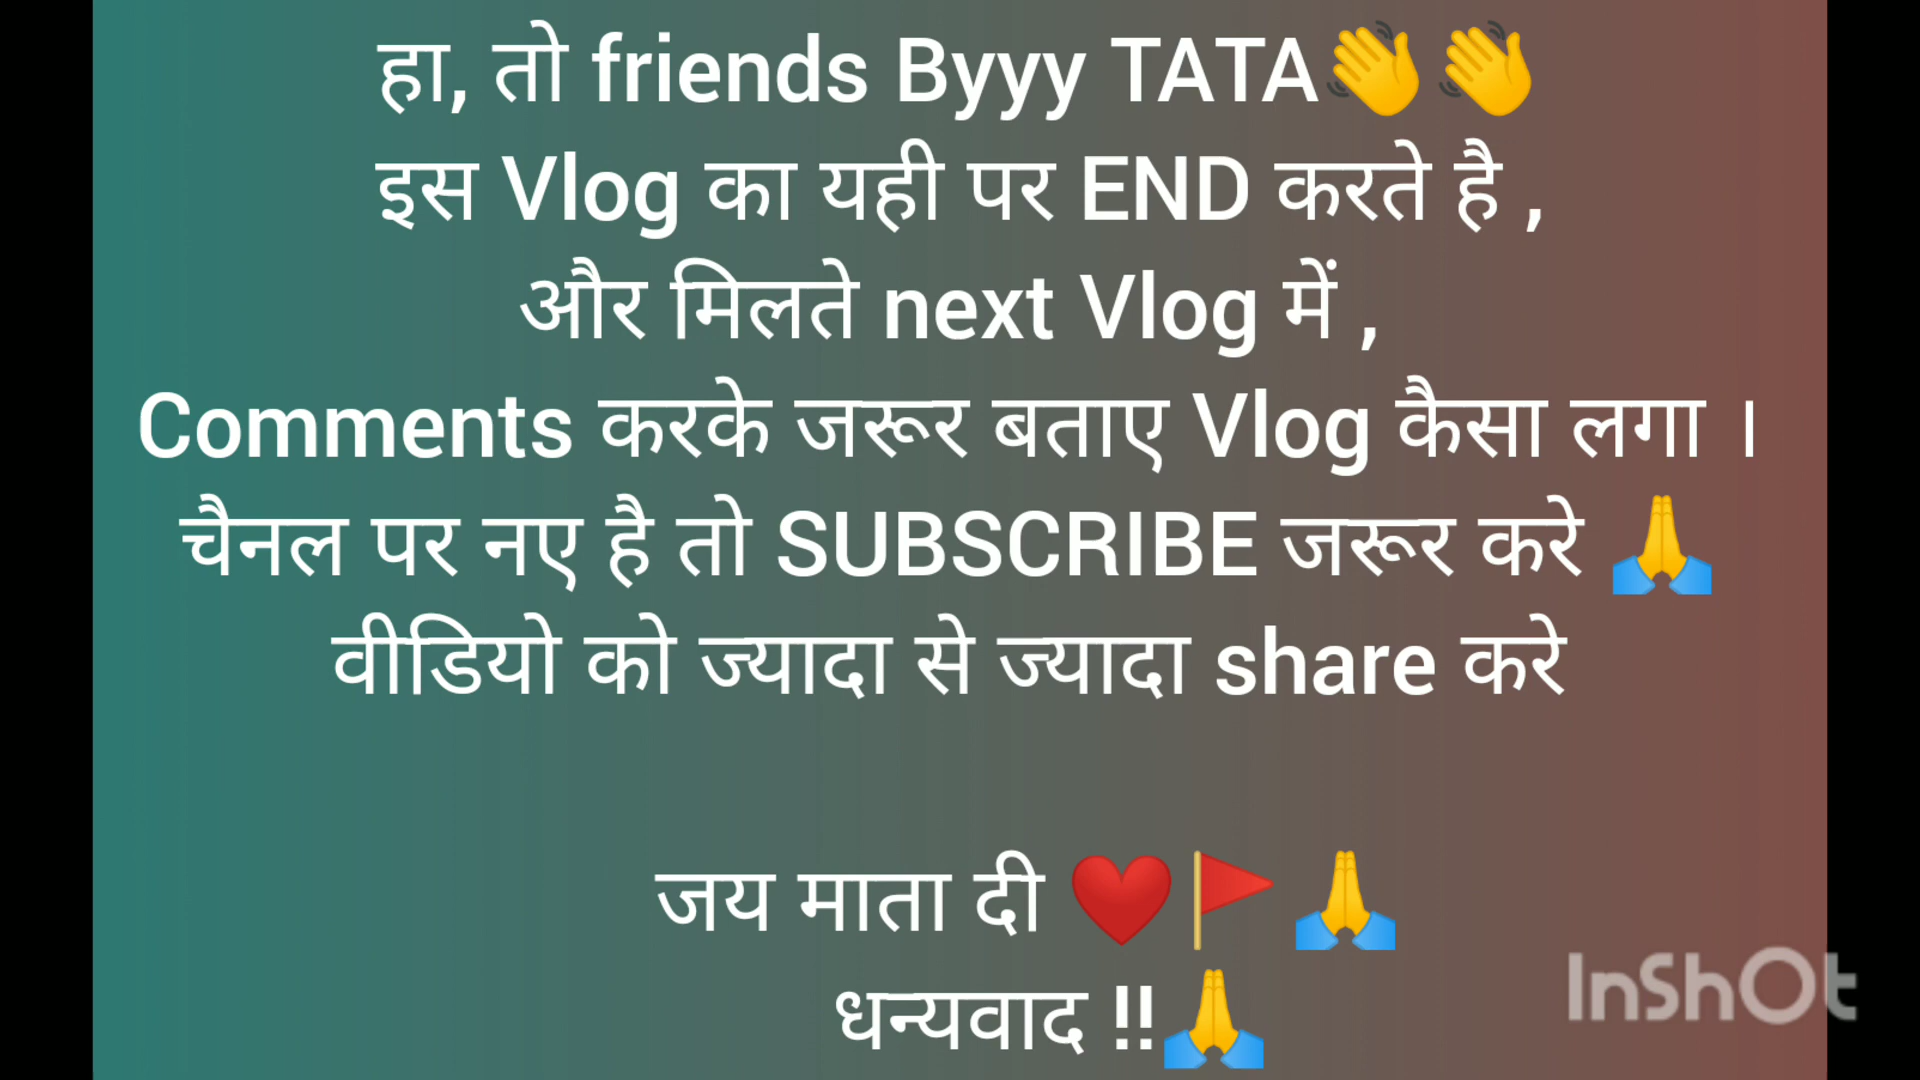 हा, तो friends Byyy TATA👋👋
इस Vlog का यही पर END करते है ,
और मिलते next Vlog में ,
Comments करके जरूर बताए Vlog कैसा लगा ।
चैनल पर नए है तो SUBSCRIBE जरूर करे 🙏
वीडियो को ज्यादा से ज्यादा share करे
जय माता दी ❤️🚩🙏
धन्यवाद !!🙏
InShOt